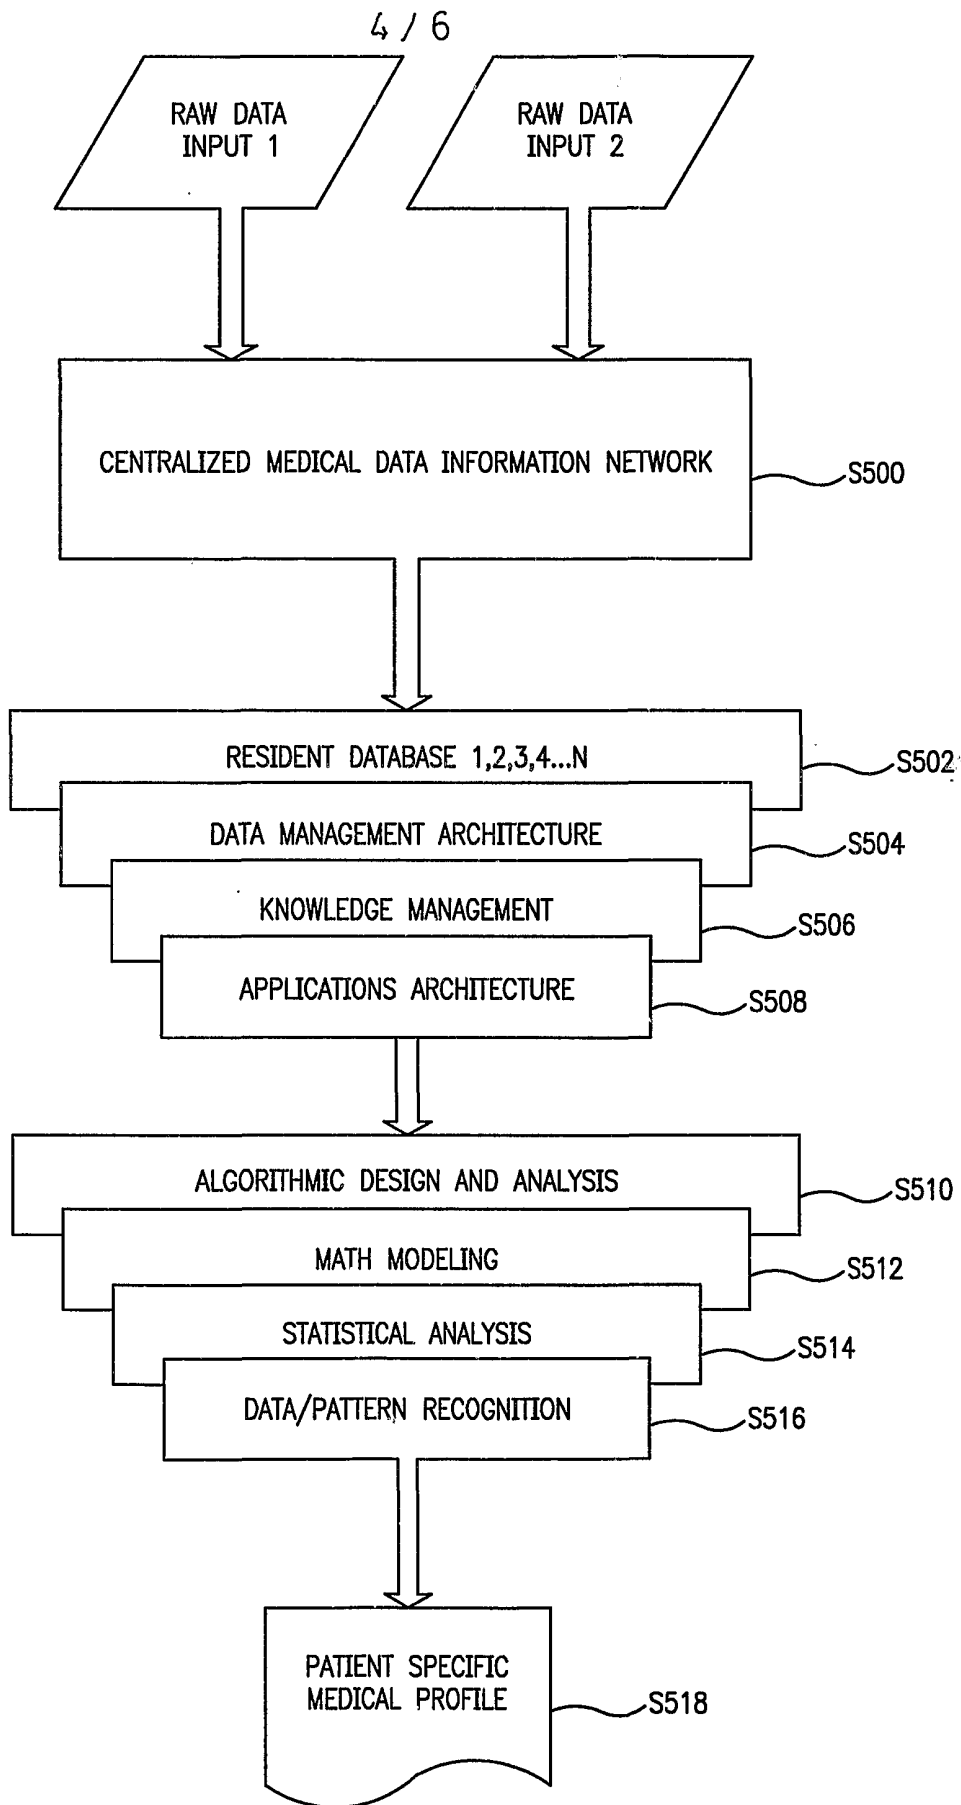 4 / 6
RAW DATA
INPUT 1
RAW DATA
INPUT 2
CENTRALIZED MEDICAL DATA INFORMATION NETWORK
S500
RESIDENT DATABASE 1,2,3,4...N
S502
DATA MANAGEMENT ARCHITECTURE
S504
KNOWLEDGE MANAGEMENT
S506
APPLICATIONS ARCHITECTURE
S508
ALGORITHMIC DESIGN AND ANALYSIS
S510
MATH MODELING
S512
STATISTICAL ANALYSIS
S514
DATA/PATTERN RECOGNITION
S516
PATIENT SPECIFIC
MEDICAL PROFILE
S518